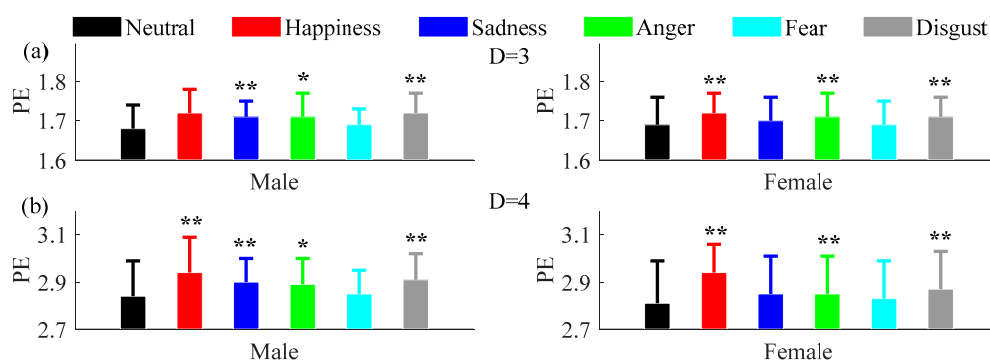 Neutral Happiness Sadness Anger Fear Disgust
(a) D=3
PE 1.8 1.7 1.6 ** * ** Male
1.8 1.7 1.6 ** ** ** Female
(b) D=4
PE 3.1 2.9 2.7 ** ** * ** Male
3.1 2.9 2.7 ** ** ** Female